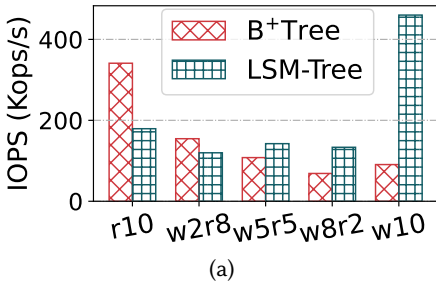 IOPS (Kops/s)
400
200
0
B⁺Tree
LSM-Tree
r10
w2r8
w5r5
w8r2
w10
(a)